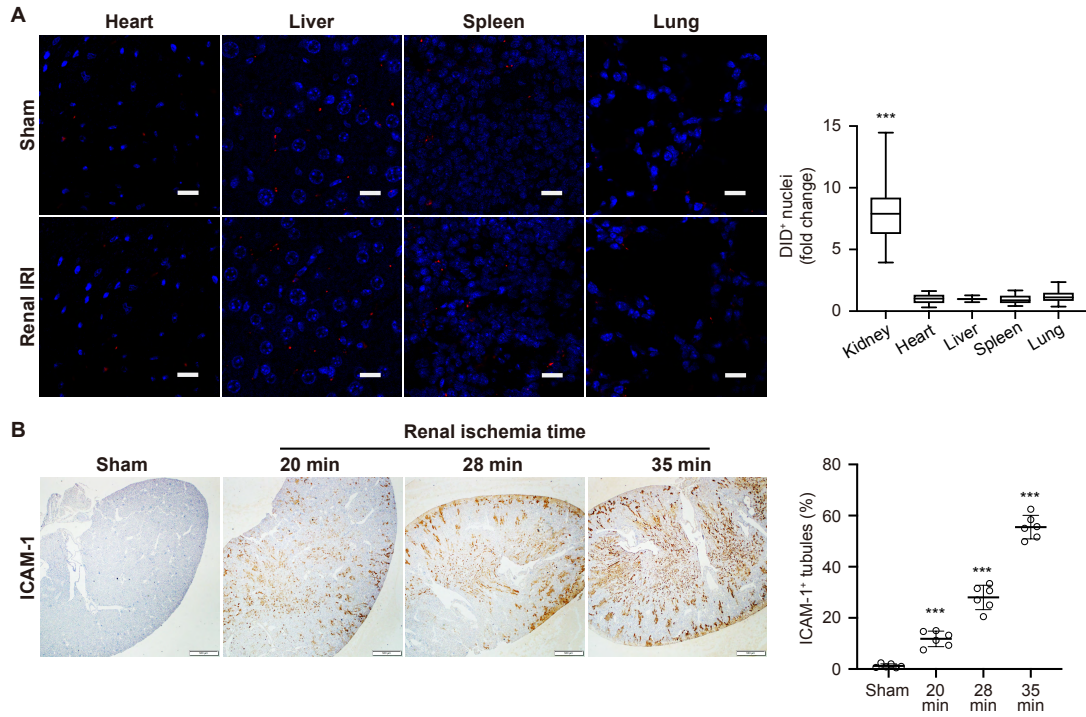 A
Heart Liver Spleen Lung
Sham
Renal IRI
DID⁺ nuclei
(fold change)
15
10
5
0
***
Kidney Heart Liver Spleen Lung
B
Renal ischemia time
Sham 20 min 28 min 35 min
ICAM-1
ICAM-1⁺ tubules (%)
80
60
40
20
0
***
***
***
Sham 20 min 28 min 35 min